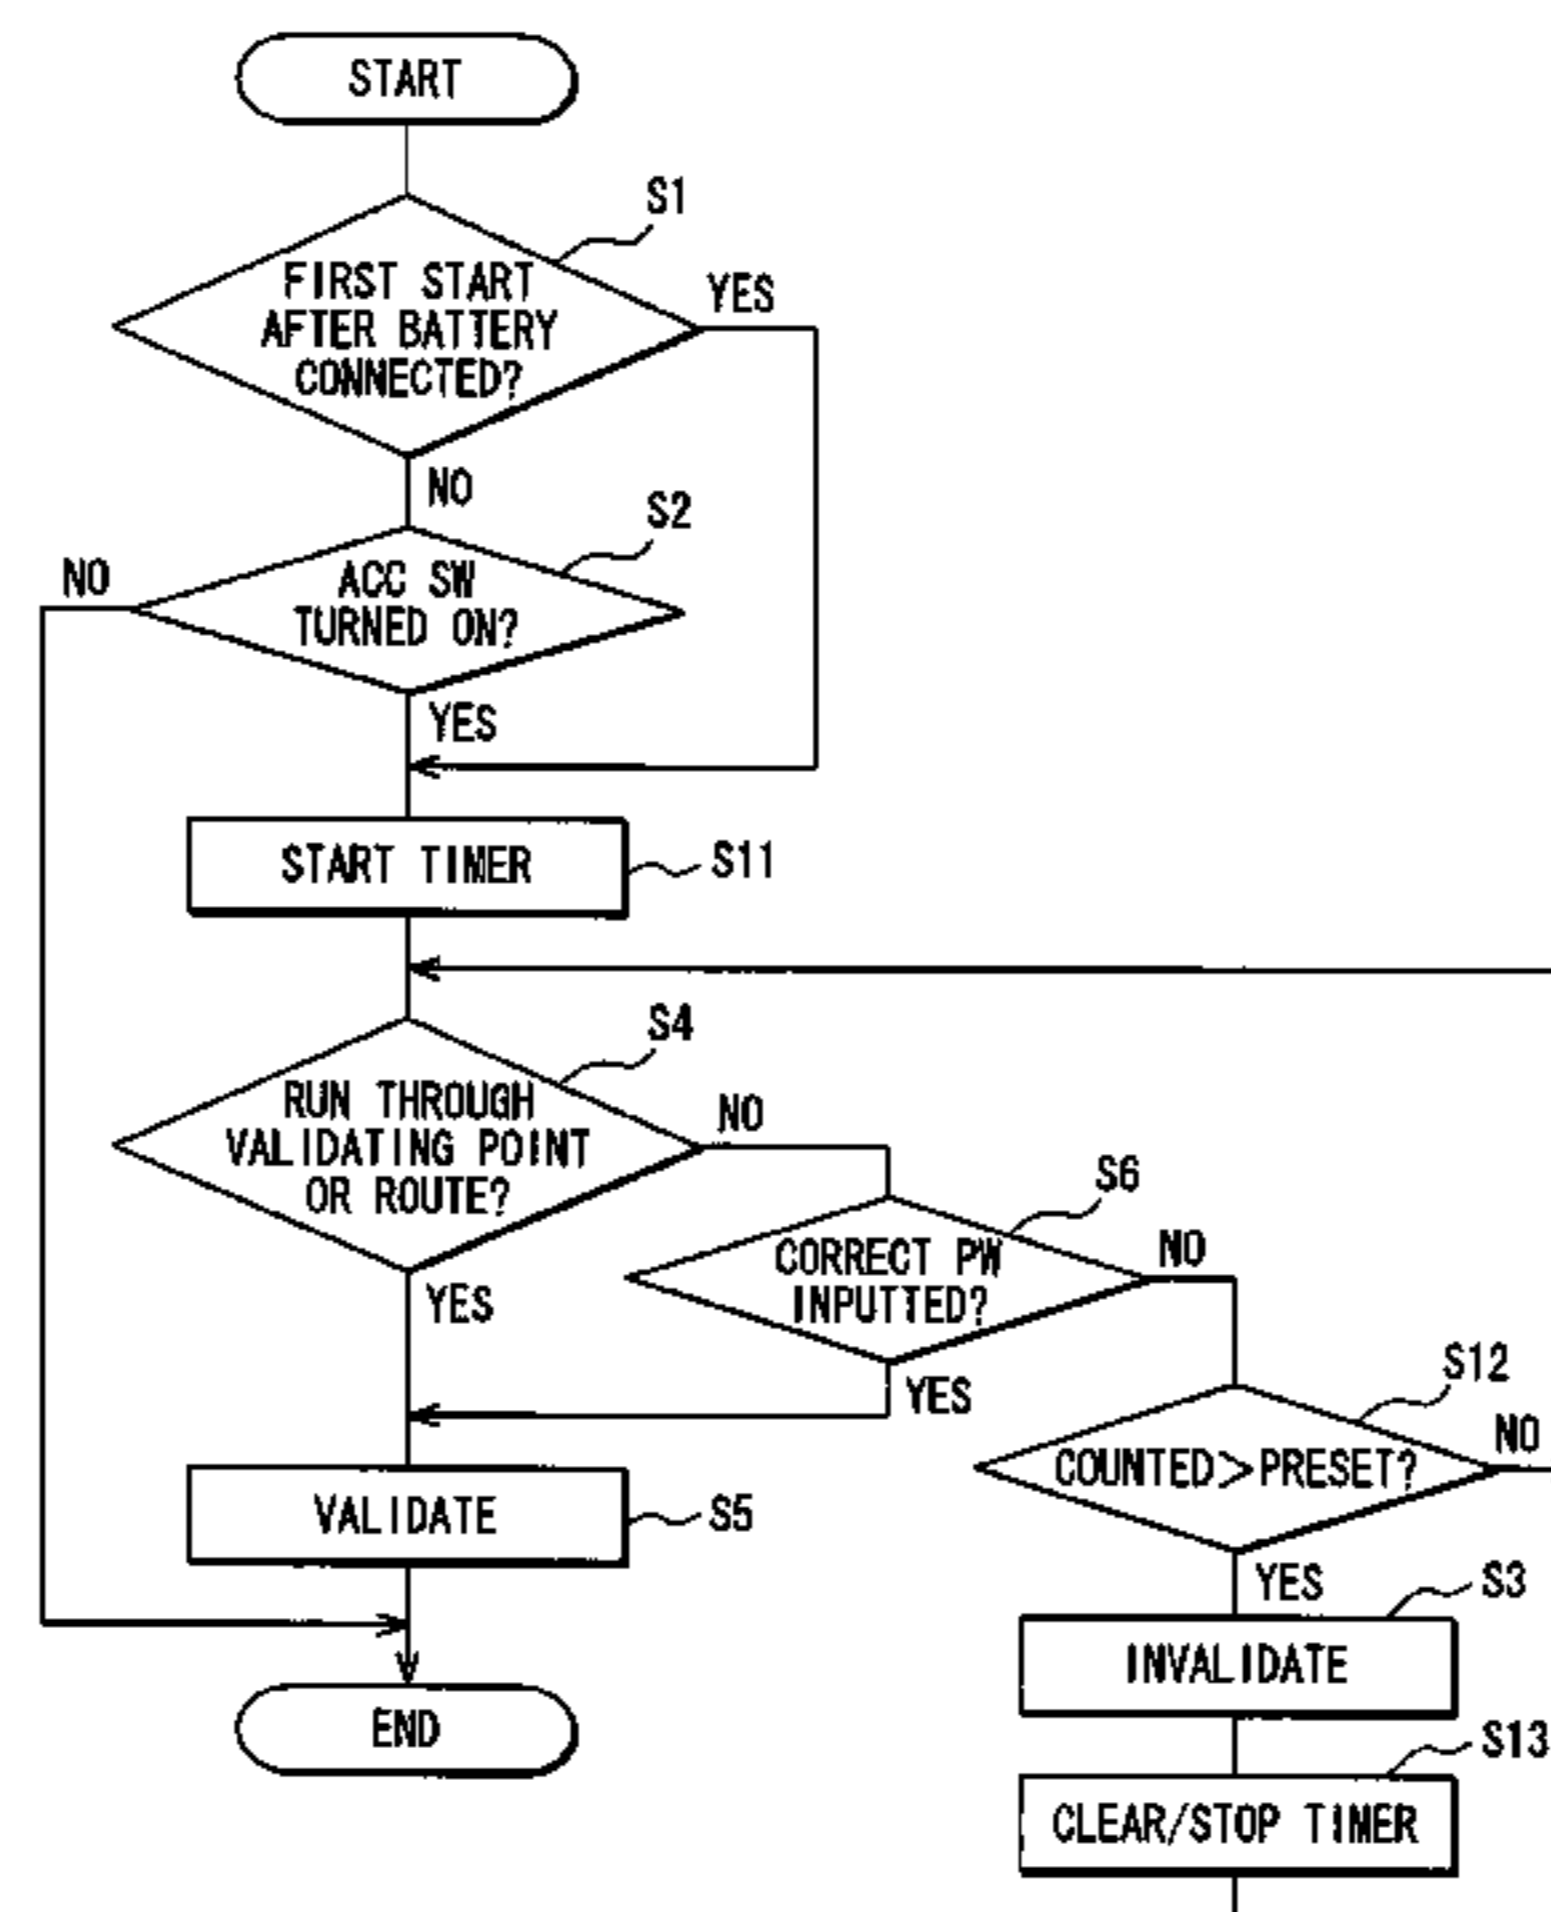 START
S1
FIRST START
AFTER BATTERY
CONNECTED?
YES
NO
S2
NO
ACC SW
TURNED ON?
YES
START TIMER
S11
S4
RUN THROUGH
VALIDATING POINT
OR ROUTE?
NO
YES
S6
CORRECT PW
INPUTTED?
NO
YES
S12
COUNTED>PRESET?
NO
YES
VALIDATE
S5
S3
INVALIDATE
END
S13
CLEAR/STOP TIMER